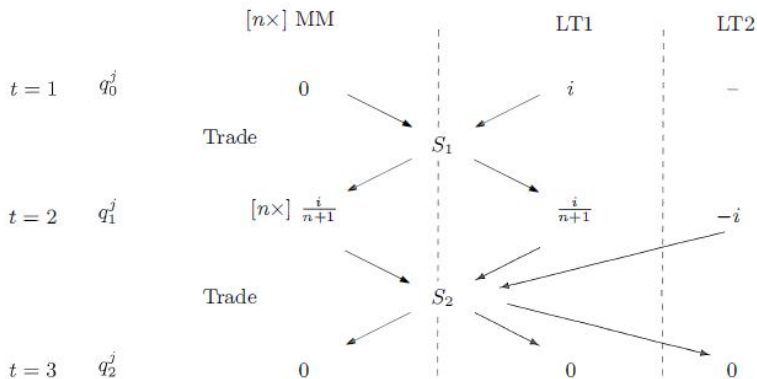 [n×] MM LT1 LT2
t = 1 q_0^j 0 i –
Trade S_1
t = 2 q_1^j [n×] i/(n+1) i/(n+1) −i
Trade S_2
t = 3 q_2^j 0 0 0